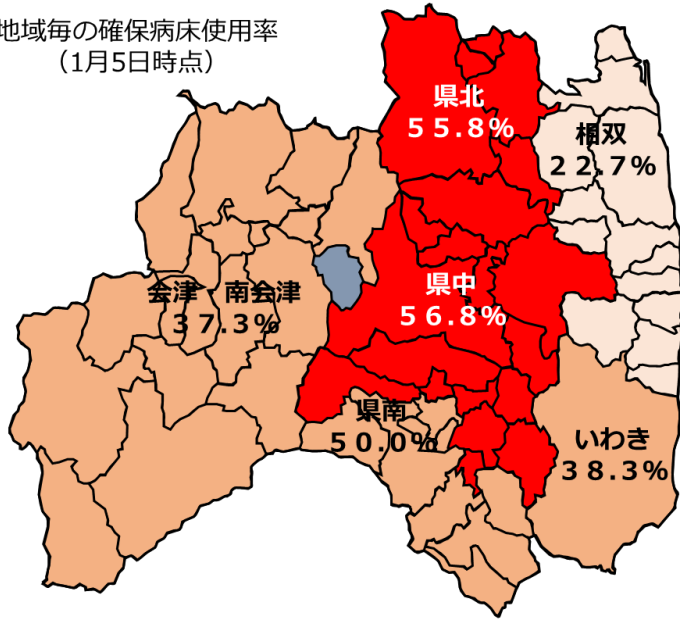 地域毎の確保病床使用率
（1月5日時点）
県北
５５.８%
相双
２２.７%
会津 南会津
３７.３%
県中
５６.８%
県南
５０.０%
いわき
３８.３%